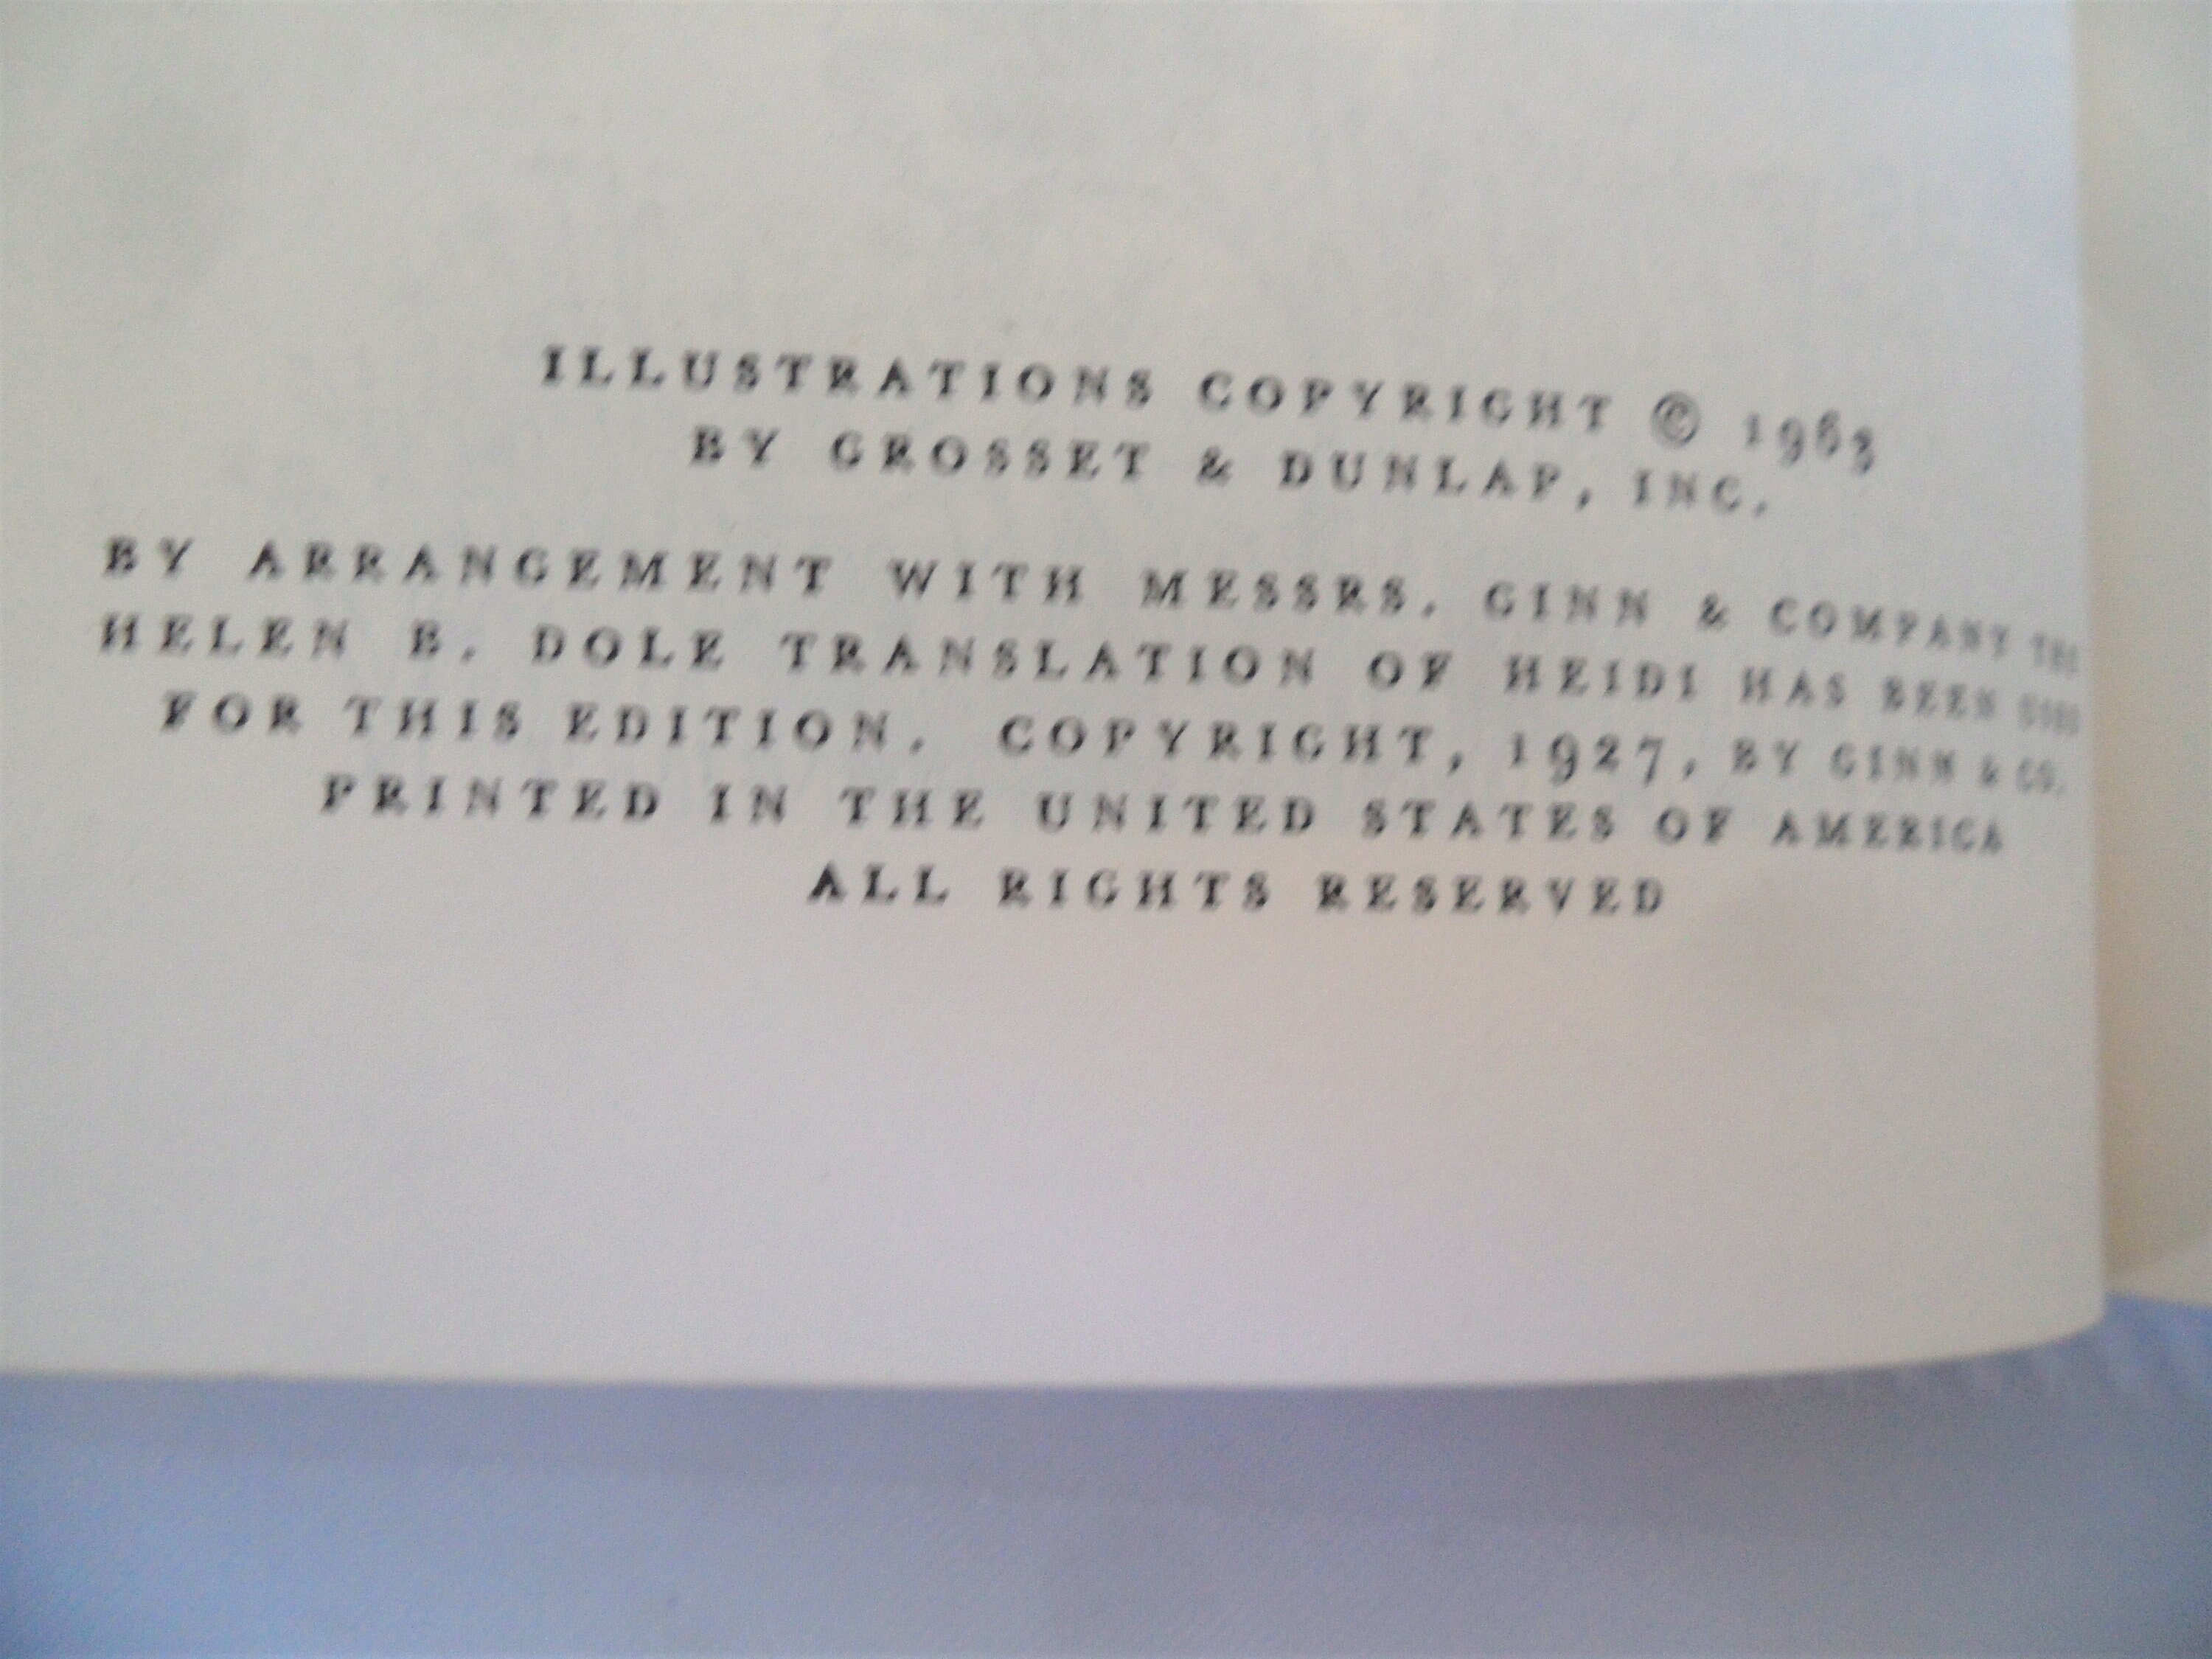 ILLUSTRATIONS COPYRIGHT © 1963
BY GROSSET & DUNLAP, INC.
BY ARRANGEMENT WITH MESSRS. GINN & COMPANY THE
HELEN B. DOLE TRANSLATION OF HEIDI HAS BEEN USED
FOR THIS EDITION. COPYRIGHT, 1927, BY GINN & CO.
PRINTED IN THE UNITED STATES OF AMERICA
ALL RIGHTS RESERVED